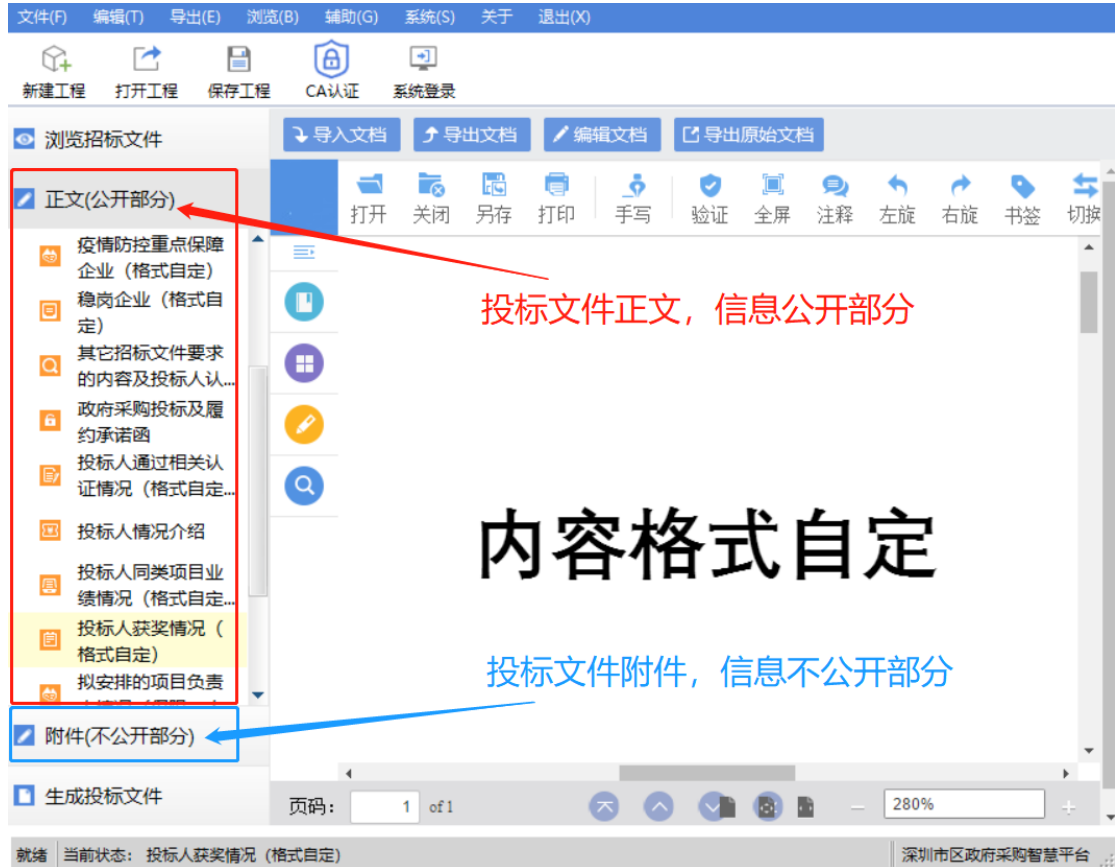 文件(F) 编辑(T) 导出(E) 浏览(B) 辅助(G) 系统(S) 关于 退出(X)
新建工程 打开工程 保存工程 CA认证 系统登录
浏览招标文件
导入文档 导出文档 编辑文档 导出原始文档
正文(公开部分)
打开 关闭 另存 打印 手写 验证 全屏 注释 左旋 右旋 书签 切换
疫情防控重点保障
企业（格式自定）
稳岗企业（格式自
定）
其它招标文件要求
的内容及投标人认...
政府采购投标及履
约承诺函
投标人通过相关认
证情况（格式自定...
投标人情况介绍
投标人同类项目业
绩情况（格式自定...
投标人获奖情况（
格式自定）
拟安排的项目负责
投标文件正文，信息公开部分
内容格式自定
投标文件附件，信息不公开部分
附件(不公开部分)
生成投标文件
页码: 1 of 1 280%
就绪 当前状态: 投标人获奖情况（格式自定） 深圳市区政府采购智慧平台